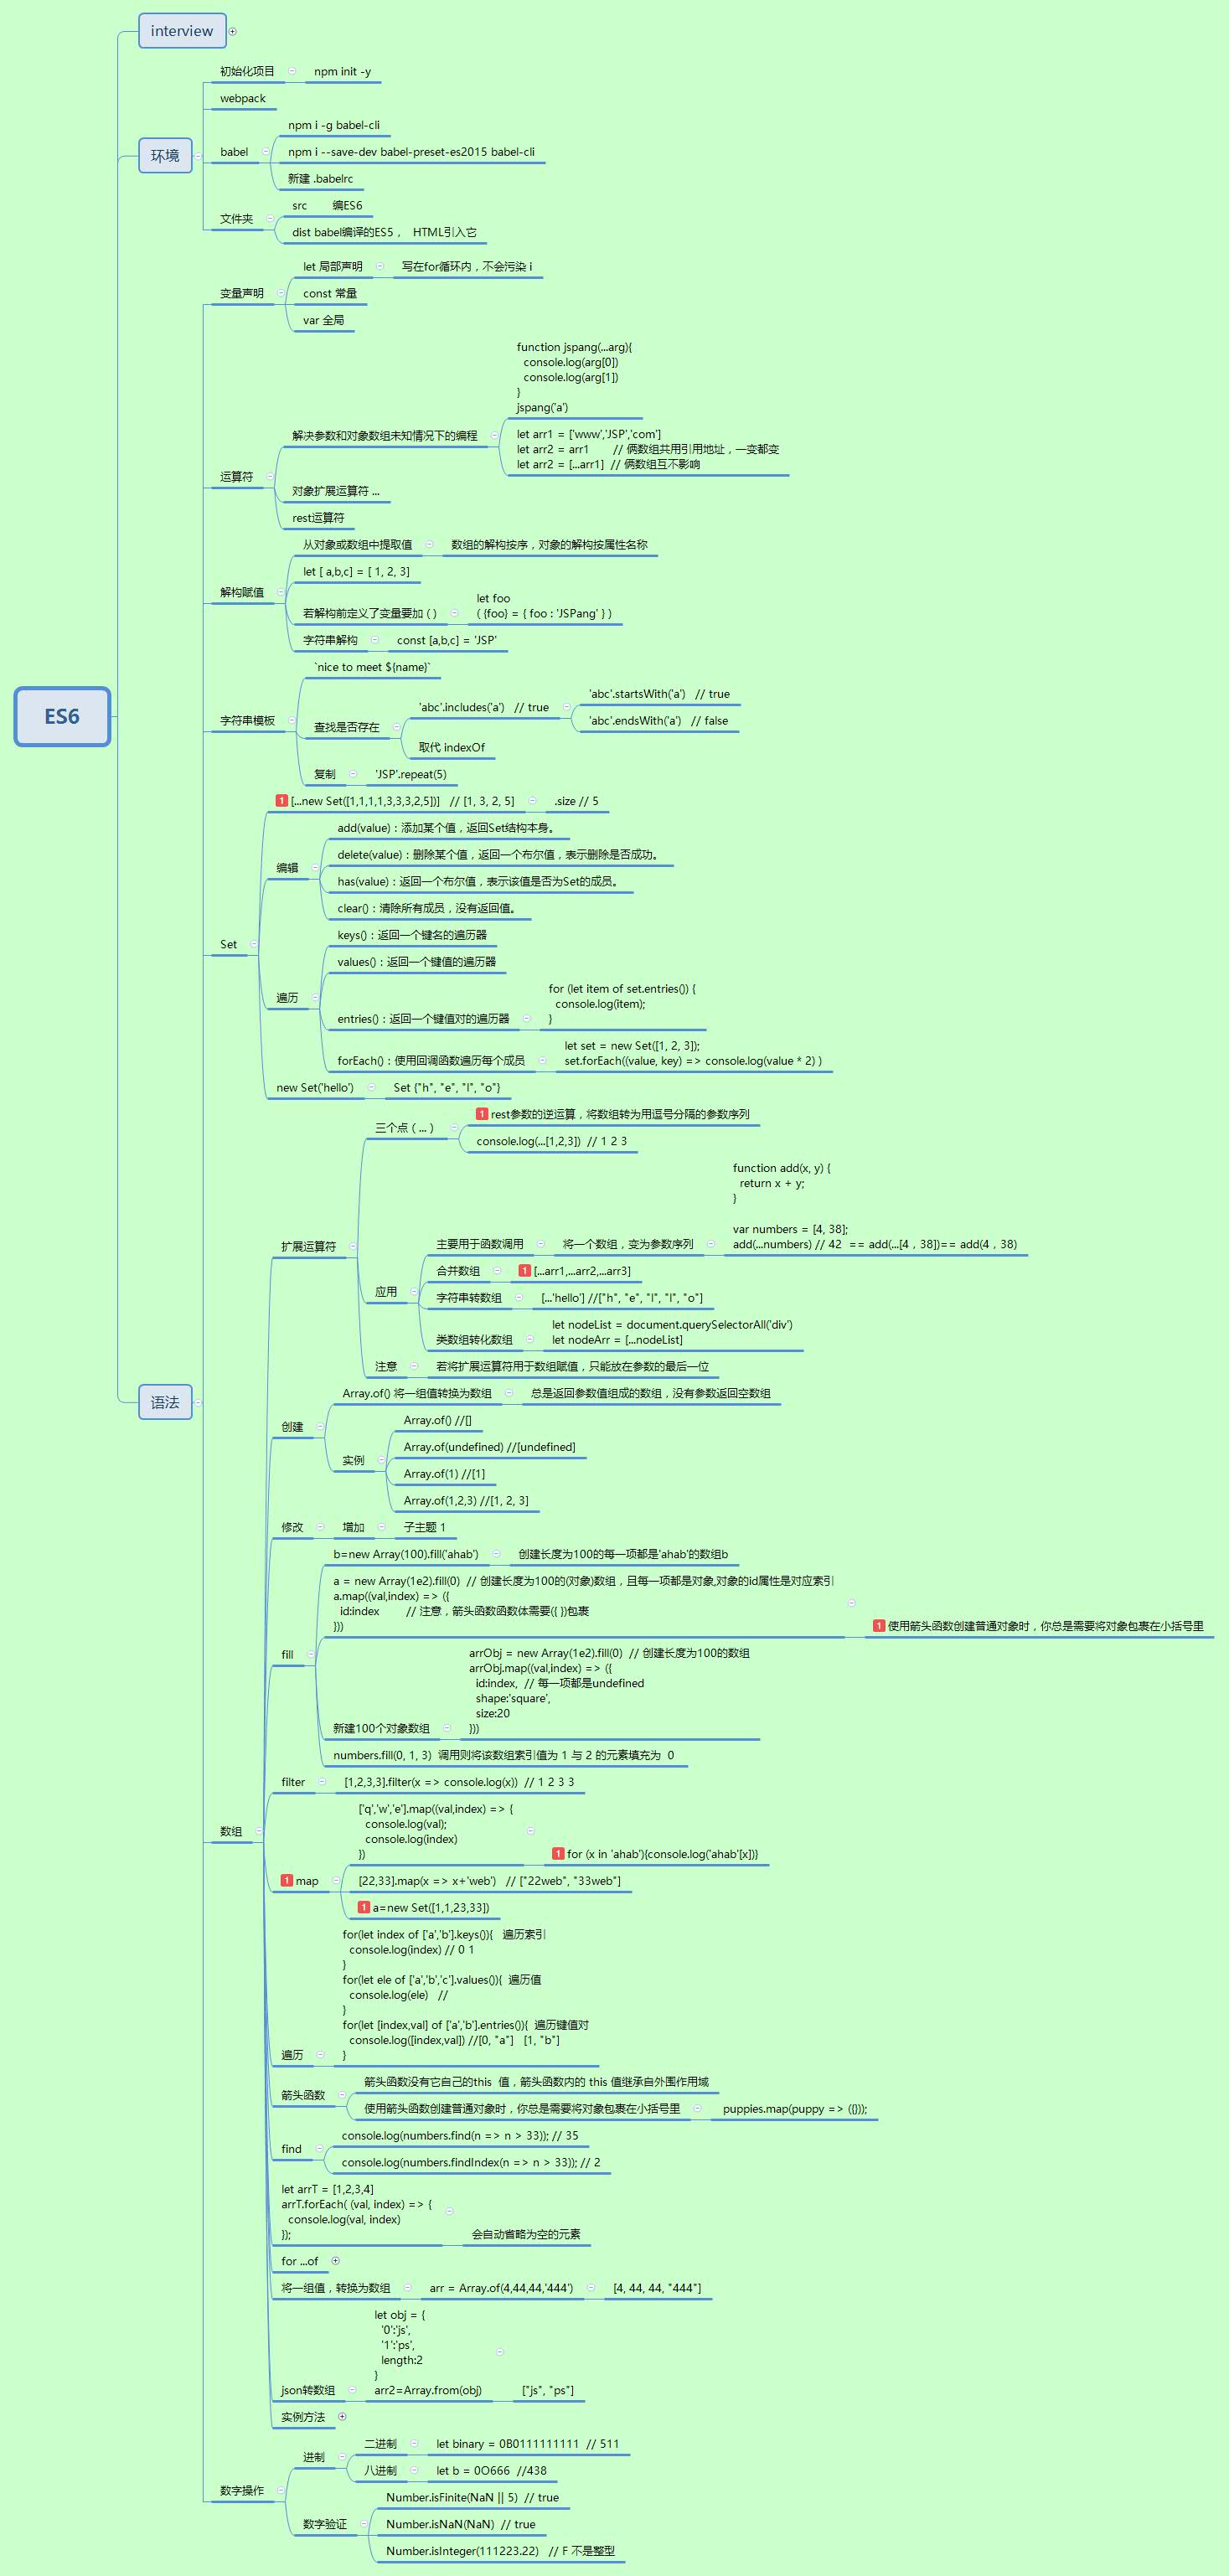 ES6
interview
环境
初始化项目
npm init -y
webpack
babel
npm i -g babel-cli
npm i --save-dev babel-preset-es2015 babel-cli
新建 .babelrc
文件夹
src 编ES6
dist babel编译的ES5， HTML引入它
语法
变量声明
let 局部声明
写在for循环内，不会污染 i
const 常量
var 全局
运算符
解决参数和对象数组未知情况下的编程
function jspang(...arg){
console.log(arg[0])
console.log(arg[1])
}
jspang('a')
let arr1 = ['www','JSP','com']
let arr2 = arr1 // 俩数组共用引用地址，一变都变
let arr2 = [...arr1] // 俩数组互不影响
对象扩展运算符 ...
rest运算符
解构赋值
从对象或数组中提取值
数组的解构按序，对象的解构按属性名称
let [ a,b,c] = [ 1, 2, 3]
若解构前定义了变量要加 ( )
let foo
( {foo} = { foo : 'JSPang' } )
字符串解构
const [a,b,c] = 'JSP'
字符串模板
`nice to meet ${name}`
查找是否存在
'abc'.includes('a') // true
'abc'.startsWith('a') // true
'abc'.endsWith('a') // false
取代 indexOf
复制
'JSP'.repeat(5)
Set
1 [...new Set([1,1,1,1,3,3,3,2,5])] // [1, 3, 2, 5]
.size // 5
编辑
add(value)：添加某个值，返回Set结构本身。
delete(value)：删除某个值，返回一个布尔值，表示删除是否成功。
has(value)：返回一个布尔值，表示该值是否为Set的成员。
clear()：清除所有成员，没有返回值。
遍历
keys()：返回一个键名的遍历器
values()：返回一个键值的遍历器
entries()：返回一个键值对的遍历器
for (let item of set.entries()) {
console.log(item);
}
forEach()：使用回调函数遍历每个成员
let set = new Set([1, 2, 3]);
set.forEach((value, key) => console.log(value * 2) )
new Set('hello')
Set {"h", "e", "l", "o"}
数组
扩展运算符
三个点（...）
1 rest参数的逆运算，将数组转为用逗号分隔的参数序列
console.log(...[1,2,3]) // 1 2 3
应用
主要用于函数调用
将一个数组，变为参数序列
function add(x, y) {
return x + y;
}
var numbers = [4, 38];
add(...numbers) // 42 == add(...[4，38])== add(4，38)
合并数组
1 [...arr1,...arr2,...arr3]
字符串转数组
[...'hello'] //["h", "e", "l", "l", "o"]
类数组转化数组
let nodeList = document.querySelectorAll('div')
let nodeArr = [...nodeList]
注意
若将扩展运算符用于数组赋值，只能放在参数的最后一位
创建
Array.of() 将一组值转换为数组
总是返回参数值组成的数组，没有参数返回空数组
实例
Array.of() //[]
Array.of(undefined) //[undefined]
Array.of(1) //[1]
Array.of(1,2,3) //[1, 2, 3]
修改
增加
子主题 1
fill
b=new Array(100).fill('ahab')
创建长度为100的每一项都是'ahab'的数组b
a = new Array(1e2).fill(0) // 创建长度为100的(对象)数组，且每一项都是对象,对象的id属性是对应索引
a.map((val,index) => ({
id:index // 注意，箭头函数函数体需要({ })包裹
}))
1 使用箭头函数创建普通对象时，你总是需要将对象包裹在小括号里
新建100个对象数组
arrObj = new Array(1e2).fill(0) // 创建长度为100的数组
arrObj.map((val,index) => ({
id:index, // 每一项都是undefined
shape:'square',
size:20
}))
numbers.fill(0, 1, 3) 调用则将该数组索引值为 1 与 2 的元素填充为 0
filter
[1,2,3,3].filter(x => console.log(x)) // 1 2 3 3
1 map
['q','w','e'].map((val,index) => {
console.log(val);
console.log(index)
})
1 for (x in 'ahab'){console.log('ahab'[x])}
[22,33].map(x => x+'web') // ["22web", "33web"]
1 a=new Set([1,1,23,33])
遍历
for(let index of ['a','b'].keys()){ 遍历索引
console.log(index) // 0 1
}
for(let ele of ['a','b','c'].values()){ 遍历值
console.log(ele) //
}
for(let [index,val] of ['a','b'].entries()){ 遍历键值对
console.log([index,val]) //[0, "a"] [1, "b"]
}
箭头函数
箭头函数没有它自己的this 值，箭头函数内的 this 值继承自外围作用域
使用箭头函数创建普通对象时，你总是需要将对象包裹在小括号里
puppies.map(puppy => ({}));
find
console.log(numbers.find(n => n > 33)); // 35
console.log(numbers.findIndex(n => n > 33)); // 2
let arrT = [1,2,3,4]
arrT.forEach( (val, index) => {
console.log(val, index)
});
会自动省略为空的元素
for ...of
将一组值，转换为数组
arr = Array.of(4,44,44,'444')
[4, 44, 44, "444"]
json转数组
let obj = {
'0':'js',
'1':'ps',
length:2
}
arr2=Array.from(obj)
["js", "ps"]
实例方法
数字操作
进制
二进制
let binary = 0B0111111111 // 511
八进制
let b = 0O666 //438
数字验证
Number.isFinite(NaN || 5) // true
Number.isNaN(NaN) // true
Number.isInteger(111223.22) // F 不是整型